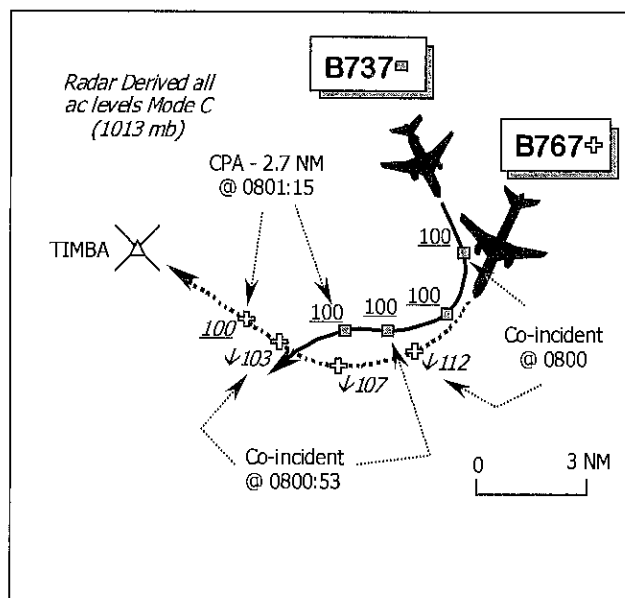 B737
Radar Derived all
ac levels Mode C
(1013 mb)
B767
CPA - 2.7 NM
@ 0801:15
TIMBA
100
100
100
100
100
↓103
↓107
↓112
Co-incident
@ 0800
Co-incident
@ 0800:53
0 3 NM